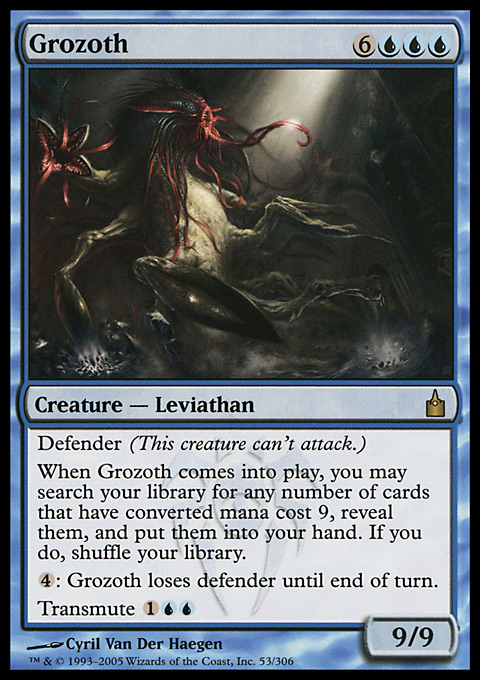 Grozoth 6
Creature — Leviathan
Defender (This creature can't attack.)
When Grozoth comes into play, you may
search your library for any number of cards
that have converted mana cost 9, reveal
them, and put them into your hand. If you
do, shuffle your library.
4: Grozoth loses defender until end of turn.
Transmute 1
9/9
Cyril Van Der Haegen
™ & © 1993–2005 Wizards of the Coast, Inc. 53/306